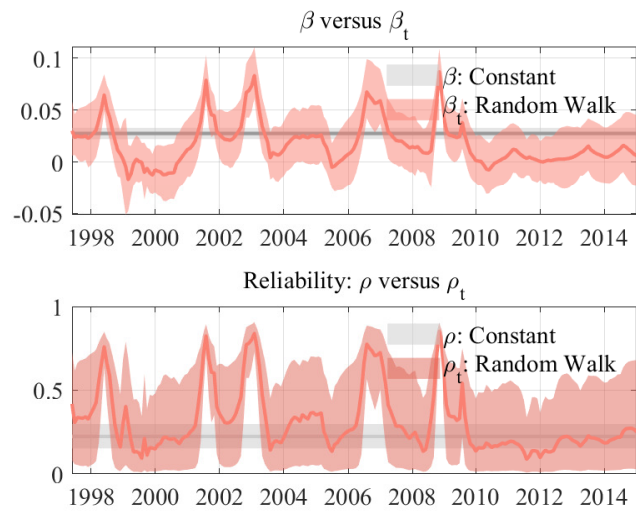 β versus β_t
0.1
0.05
0
-0.05
β: Constant
β_t: Random Walk
1998 2000 2002 2004 2006 2008 2010 2012 2014
Reliability: ρ versus ρ_t
1
0.5
0
ρ: Constant
ρ_t: Random Walk
1998 2000 2002 2004 2006 2008 2010 2012 2014